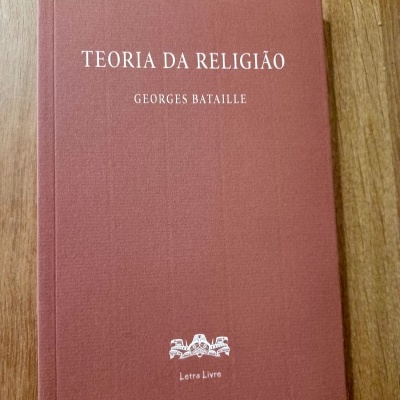 TEORIA DA RELIGIÃO
GEORGES BATAILLE
Letra Livre